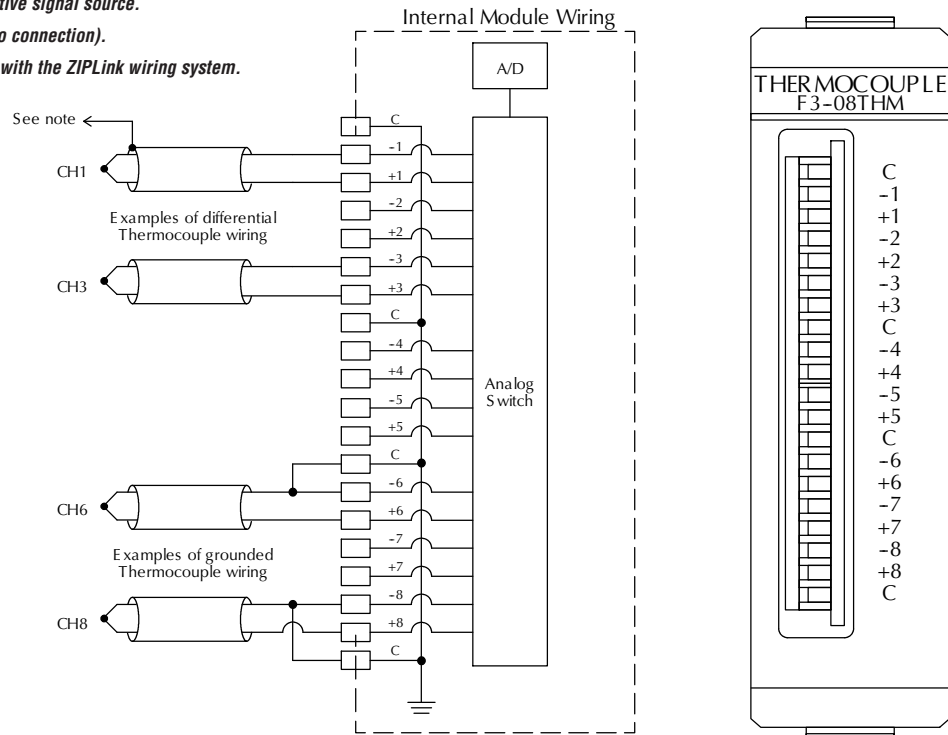 tive signal source.
o connection).
with the ZIPLink wiring system.
Internal Module Wiring
A/D
See note
CH1
Examples of differential
Thermocouple wiring
CH3
CH6
Examples of grounded
Thermocouple wiring
CH8
C
-1
+1
-2
+2
-3
+3
C
-4
+4
-5
+5
C
-6
+6
-7
+7
-8
+8
C
Analog
Switch
THERMOCOUPLE
F3-08THM
C
-1
+1
-2
+2
-3
+3
C
-4
+4
-5
+5
C
-6
+6
-7
+7
-8
+8
C